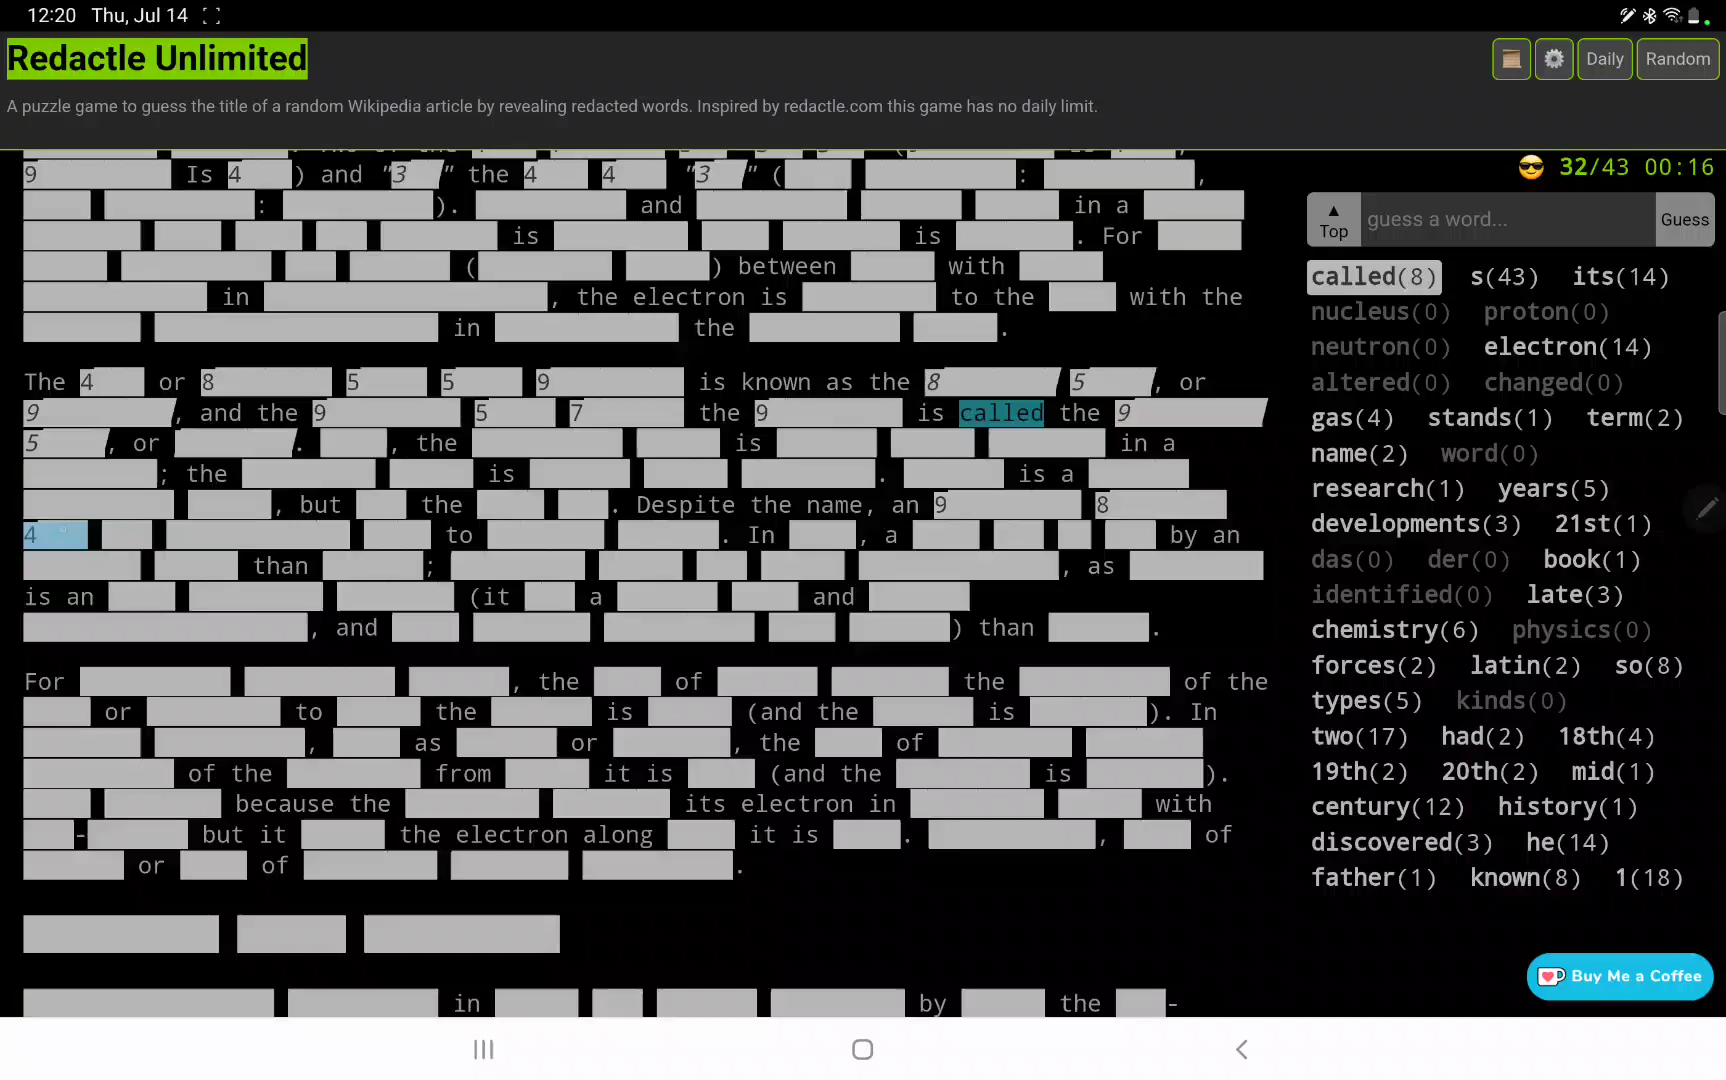 12:20 Thu, Jul 14
Redactle Unlimited
Daily
Random
A puzzle game to guess the title of a random Wikipedia article by revealing redacted words. Inspired by redactle.com this game has no daily limit.
9 Is 4 ) and "3 " the 4 4 "3 " ( : ,
: ). and in a
is is . For
( ) between with
in , the electron is to the with the
in the .
The 4 or 8 5 5 9 is known as the 8 5 , or
9 , and the 9 5 7 the 9 is called the 9
5 , or . , the is in a
; the is . is a
, but the . Despite the name, an 9 8
4 to . In , a by an
than ; , as
is an (it a and
, and ) than .
For , the of the of the
or to the is (and the is ). In
, as or , the of
of the from it is (and the is ).
because the its electron in with
- but it the electron along it is . , of
or of .
in by the -
32/43 00:16
Top
guess a word...
Guess
called(8) s(43) its(14)
nucleus(0) proton(0)
neutron(0) electron(14)
altered(0) changed(0)
gas(4) stands(1) term(2)
name(2) word(0)
research(1) years(5)
developments(3) 21st(1)
das(0) der(0) book(1)
identified(0) late(3)
chemistry(6) physics(0)
forces(2) latin(2) so(8)
types(5) kinds(0)
two(17) had(2) 18th(4)
19th(2) 20th(2) mid(1)
century(12) history(1)
discovered(3) he(14)
father(1) known(8) 1(18)
Buy Me a Coffee